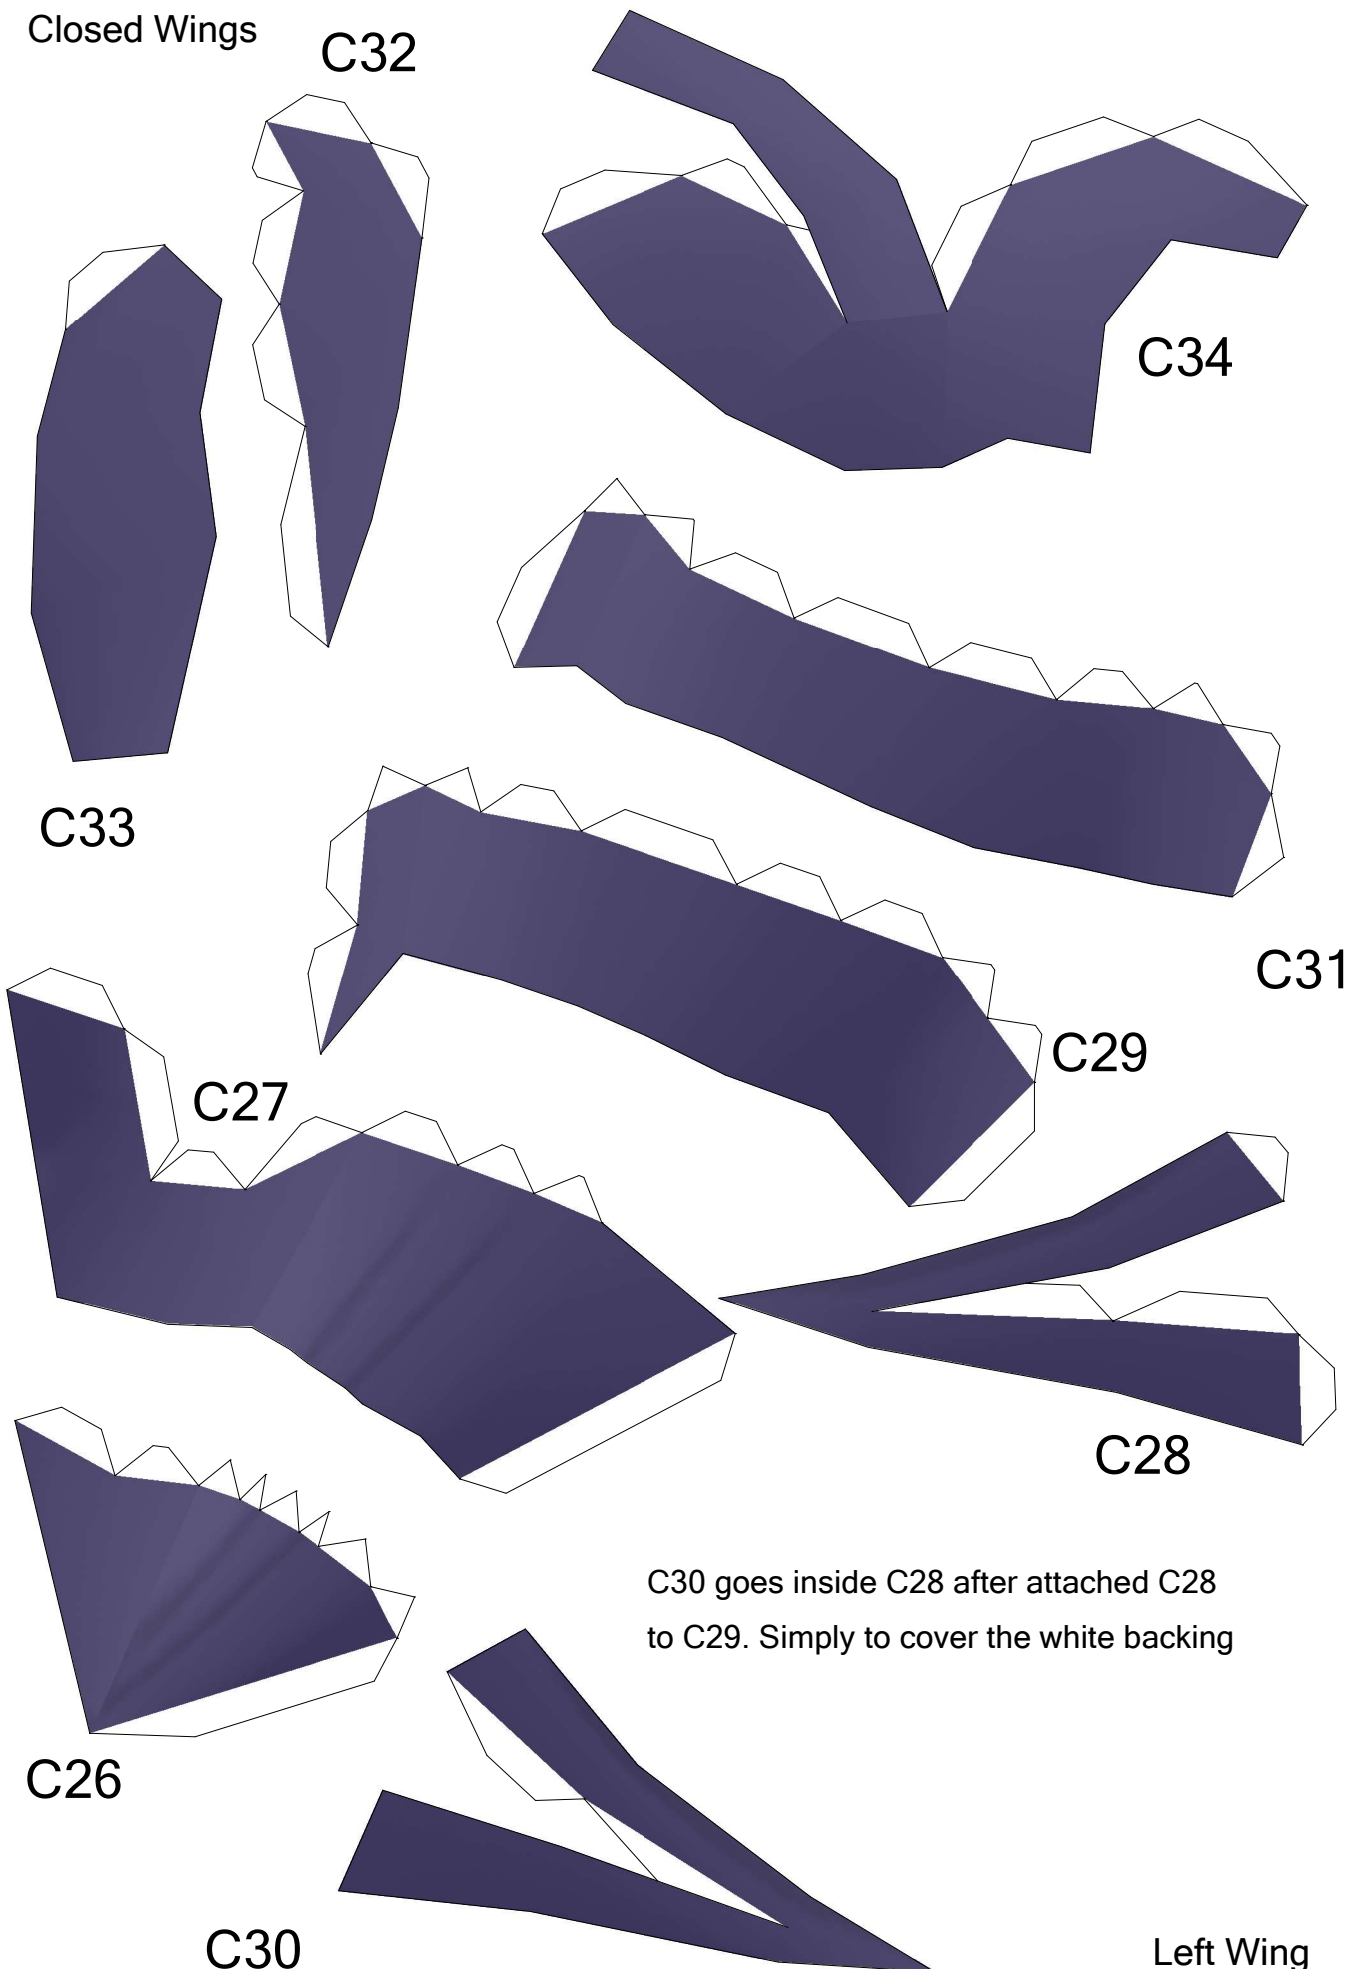 Closed Wings
C32
C34
C33
C31
C29
C27
C28
C30 goes inside C28 after attached C28
to C29. Simply to cover the white backing
C26
C30
Left Wing